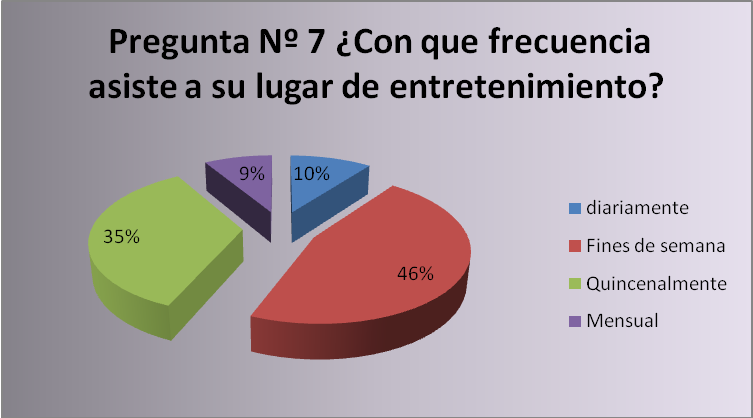 Pregunta Nº 7 ¿Con que frecuencia
asiste a su lugar de entretenimiento?
9%
10%
35%
46%
diariamente
Fines de semana
Quincenalmente
Mensual